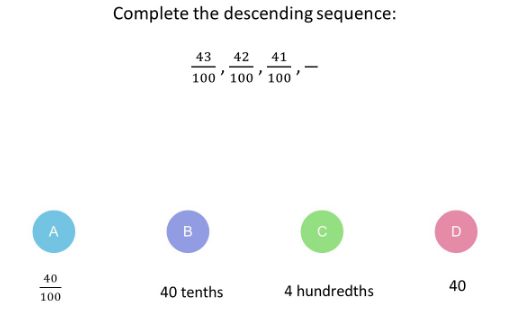 Complete the descending sequence:
43/100, 42/100, 41/100, —
A B C D
40/100 40 tenths 4 hundredths 40